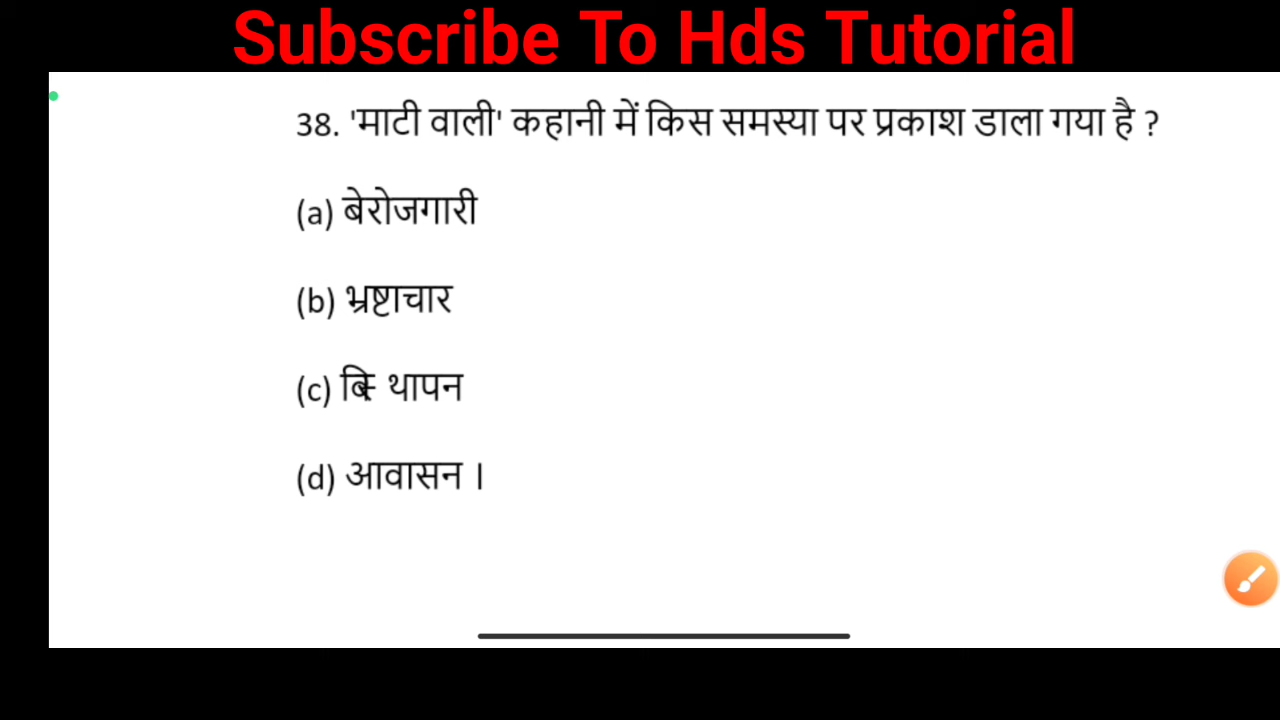 Subscribe To Hds Tutorial
38. 'माटी वाली' कहानी में किस समस्या पर प्रकाश डाला गया है ?
(a) बेरोजगारी
(b) भ्रष्टाचार
(c) बिस्थापन
(d) आवासन ।